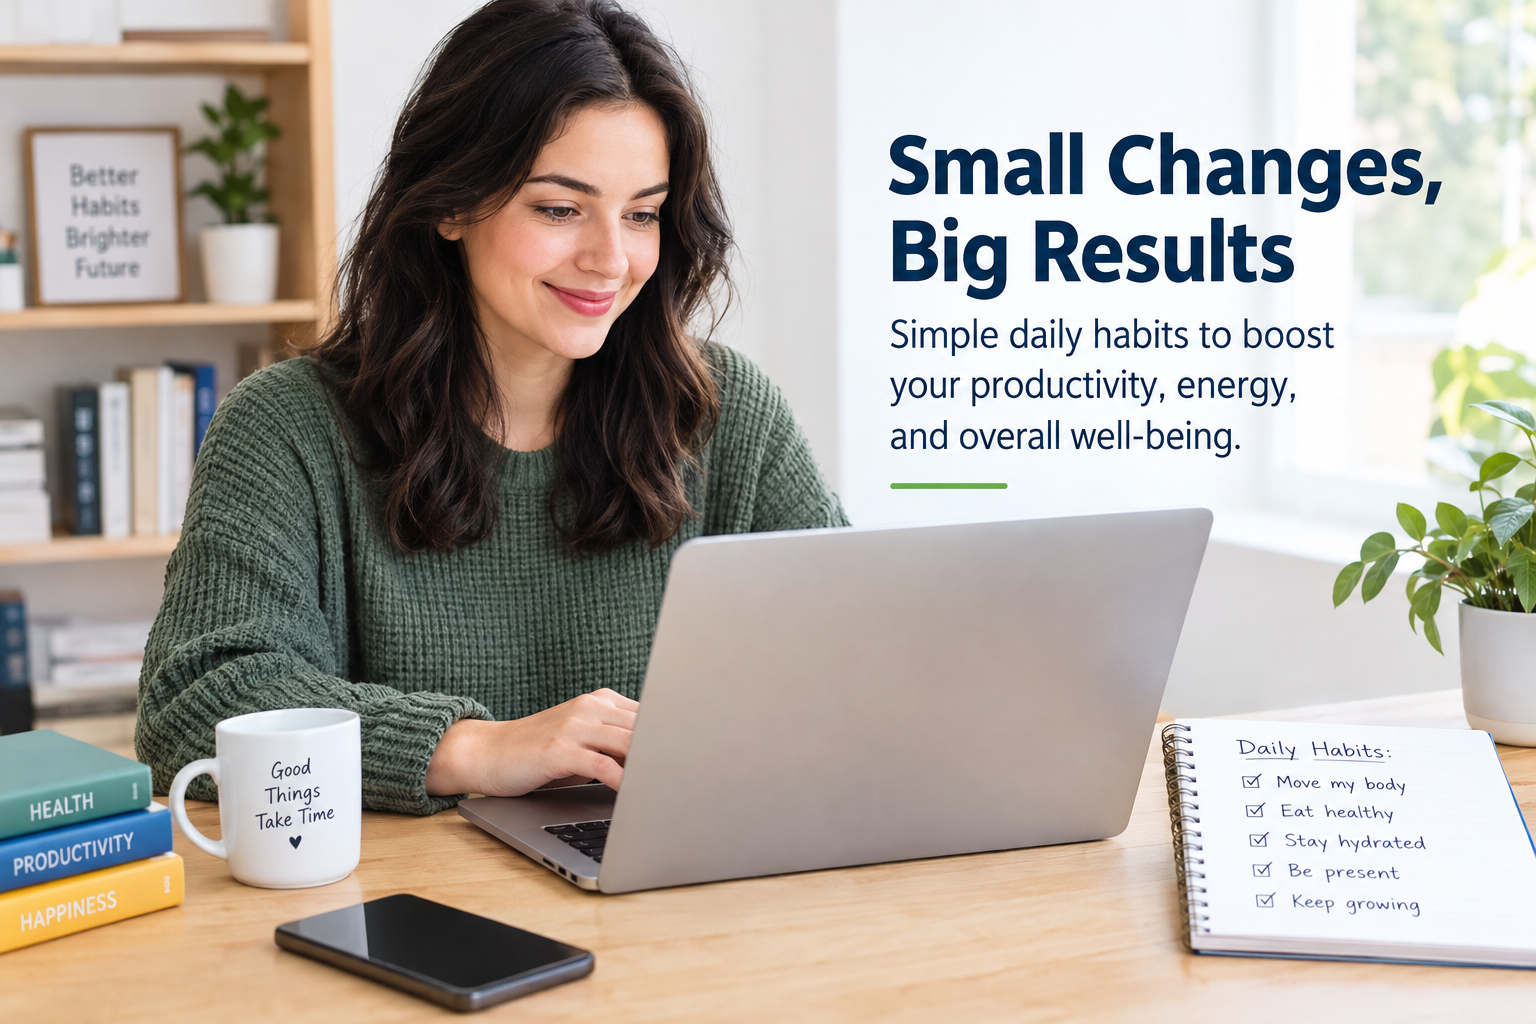 Better
Habits
Brighter
Future
Small Changes,
Big Results
Simple daily habits to boost
your productivity, energy,
and overall well-being.
HEALTH
PRODUCTIVITY
HAPPINESS
Good
Things
Take Time
Daily Habits:
Move my body
Eat healthy
Stay hydrated
Be present
Keep growing